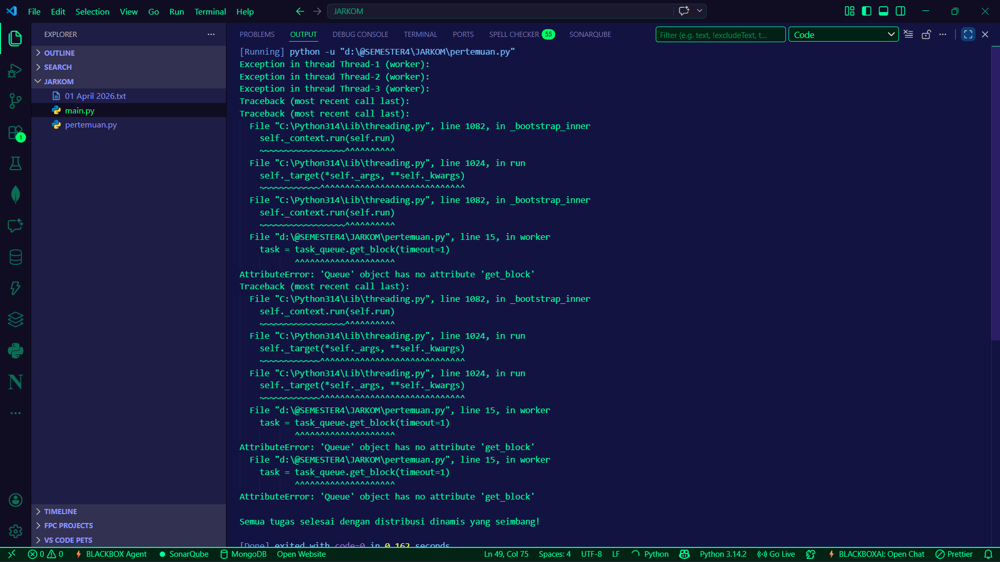 File Edit Selection View Go Run Terminal Help
JARKOM
EXPLORER
OUTLINE
SEARCH
JARKOM
01 April 2026.txt
main.py
pertemuan.py
1
TIMELINE
FPC PROJECTS
VS CODE PETS
PROBLEMS OUTPUT DEBUG CONSOLE TERMINAL PORTS SPELL CHECKER 55 SONARQUBE
Filter (e.g. text, !excludeText, t...
Code
[Running] python -u "d:\@SEMESTER4\JARKOM\pertemuan.py"
Exception in thread Thread-1 (worker):
Exception in thread Thread-2 (worker):
Exception in thread Thread-3 (worker):
Traceback (most recent call last):
Traceback (most recent call last):
  File "C:\Python314\Lib\threading.py", line 1082, in _bootstrap_inner
    self._context.run(self.run)
    ~~~~~~~~~~~~~~~~~^^^^^^^^^^
  File "C:\Python314\Lib\threading.py", line 1024, in run
    self._target(*self._args, **self._kwargs)
    ~~~~~~~~~~~~^^^^^^^^^^^^^^^^^^^^^^^^^^^^^
  File "C:\Python314\Lib\threading.py", line 1082, in _bootstrap_inner
    self._context.run(self.run)
    ~~~~~~~~~~~~~~~~~^^^^^^^^^^
  File "d:\@SEMESTER4\JARKOM\pertemuan.py", line 15, in worker
    task = task_queue.get_block(timeout=1)
           ^^^^^^^^^^^^^^^^^^^^
AttributeError: 'Queue' object has no attribute 'get_block'
Traceback (most recent call last):
  File "C:\Python314\Lib\threading.py", line 1082, in _bootstrap_inner
    self._context.run(self.run)
    ~~~~~~~~~~~~~~~~~^^^^^^^^^^
  File "C:\Python314\Lib\threading.py", line 1024, in run
    self._target(*self._args, **self._kwargs)
    ~~~~~~~~~~~~^^^^^^^^^^^^^^^^^^^^^^^^^^^^^
  File "C:\Python314\Lib\threading.py", line 1024, in run
    self._target(*self._args, **self._kwargs)
    ~~~~~~~~~~~~^^^^^^^^^^^^^^^^^^^^^^^^^^^^^
  File "d:\@SEMESTER4\JARKOM\pertemuan.py", line 15, in worker
    task = task_queue.get_block(timeout=1)
           ^^^^^^^^^^^^^^^^^^^^
AttributeError: 'Queue' object has no attribute 'get_block'
  File "d:\@SEMESTER4\JARKOM\pertemuan.py", line 15, in worker
    task = task_queue.get_block(timeout=1)
           ^^^^^^^^^^^^^^^^^^^^
AttributeError: 'Queue' object has no attribute 'get_block'
Semua tugas selesai dengan distribusi dinamis yang seimbang!
[Done] exited with code=0 in 0.162 seconds
0 0 BLACKBOX Agent SonarQube MongoDB Open Website Ln 49, Col 75 Spaces: 4 UTF-8 LF Python Python 3.14.2 Go Live BLACKBOXAI: Open Chat Prettier